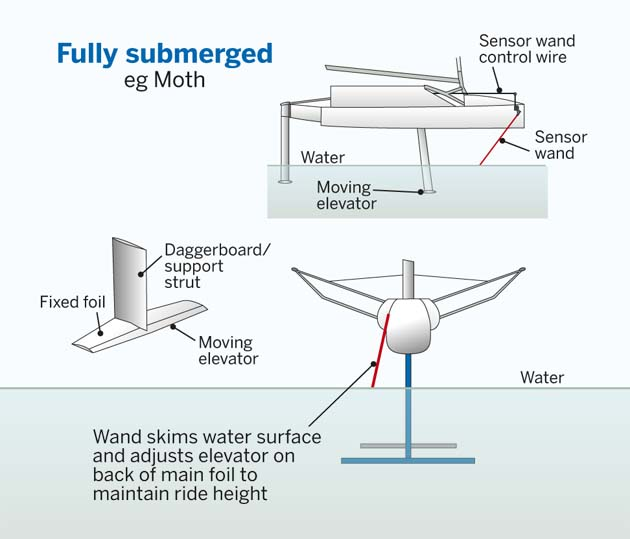 Fully submerged
eg Moth
Sensor wand
control wire
Sensor
wand
Water
Moving
elevator
Daggerboard/
support
strut
Fixed foil
Moving
elevator
Water
Wand skims water surface
and adjusts elevator on
back of main foil to
maintain ride height